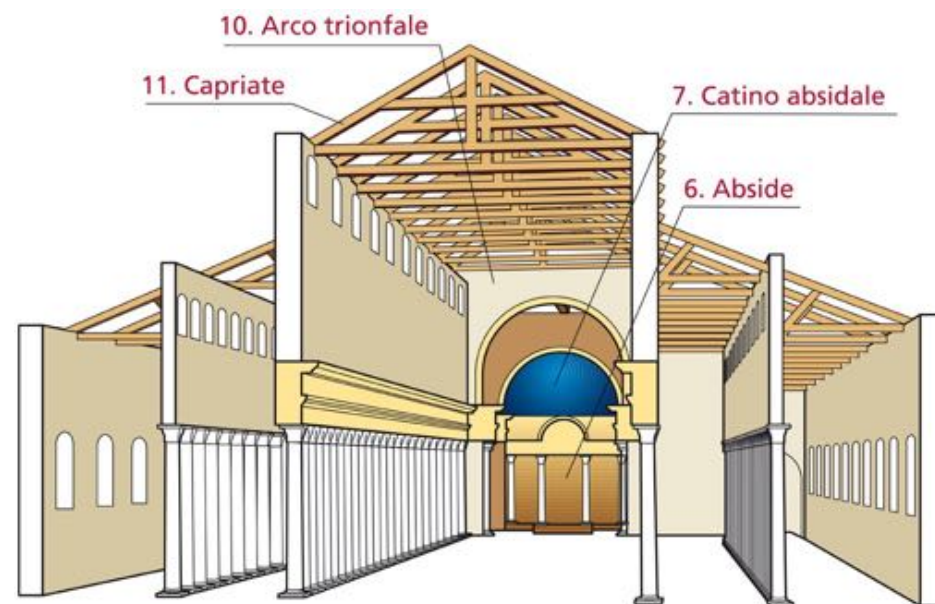 10. Arco trionfale
11. Capriate
7. Catino absidale
6. Abside